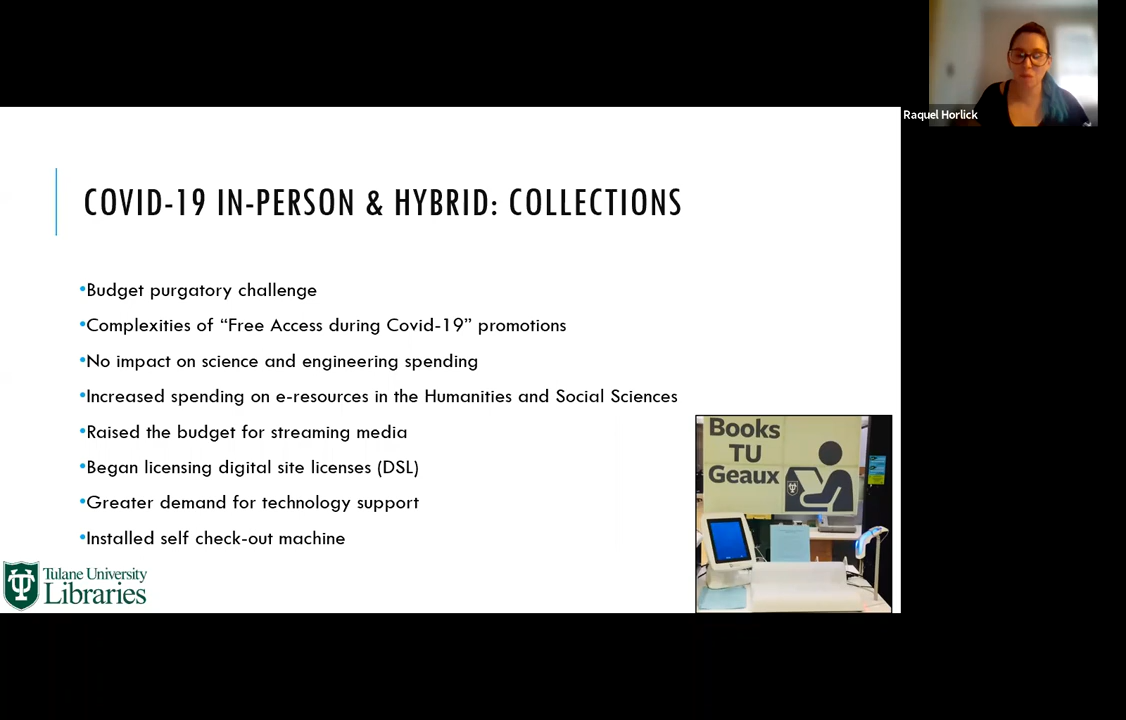 Raquel Horlick
COVID-19 IN-PERSON & HYBRID: COLLECTIONS
•Budget purgatory challenge
•Complexities of “Free Access during Covid-19” promotions
•No impact on science and engineering spending
•Increased spending on e-resources in the Humanities and Social Sciences
•Raised the budget for streaming media
•Began licensing digital site licenses (DSL)
•Greater demand for technology support
•Installed self check-out machine
Books
TU
Geaux
Tulane University
Libraries